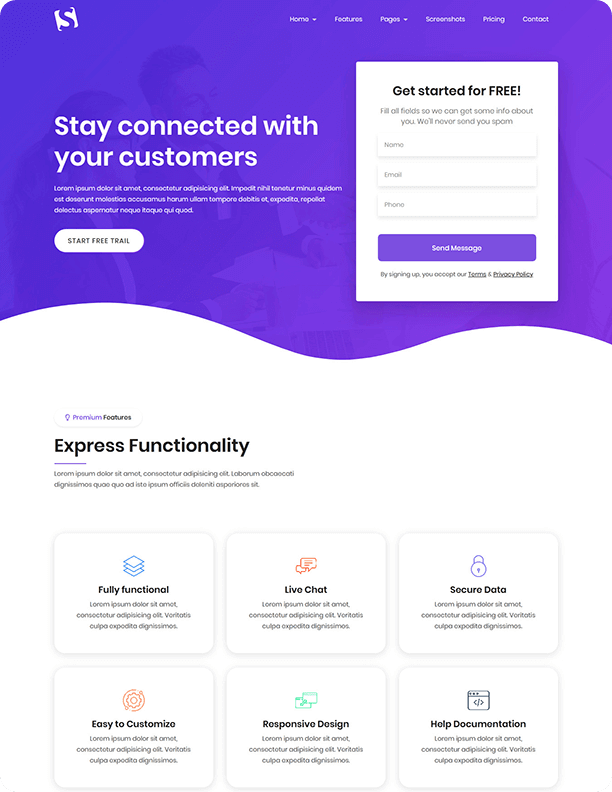 S
Home
Features
Pages
Screenshots
Pricing
Contact
Stay connected with
your customers
Lorem ipsum dolor sit amet, consectetur adipisicing elit. Impedit nihil tenetur minus quidem
est deserunt molestias accusamus harum ullam tempore debitis et, expedita, repellat
delectus aspernatur neque itaque qui quod.
START FREE TRAIL
Get started for FREE!
Fill all fields so we can get some info about
you. We'll never send you spam
Name
Email
Phone
Send Message
By signing up, you accept our Terms & Privacy Policy
Premium Features
Express Functionality
Lorem ipsum dolor sit amet, consectetur adipisicing elit. Laborum obcaecati
dignissimos quae quo ad iste ipsum officiis deleniti asperiores sit.
Fully functional
Lorem ipsum dolor sit amet,
consectetur adipisicing elit. Veritatis
culpa expedita dignissimos.
Live Chat
Lorem ipsum dolor sit amet,
consectetur adipisicing elit. Veritatis
culpa expedita dignissimos.
Secure Data
Lorem ipsum dolor sit amet,
consectetur adipisicing elit. Veritatis
culpa expedita dignissimos.
Easy to Customize
Lorem ipsum dolor sit amet,
consectetur adipisicing elit. Veritatis
culpa expedita dignissimos.
Responsive Design
Lorem ipsum dolor sit amet,
consectetur adipisicing elit. Veritatis
culpa expedita dignissimos.
Help Documentation
Lorem ipsum dolor sit amet,
consectetur adipisicing elit. Veritatis
culpa expedita dignissimos.